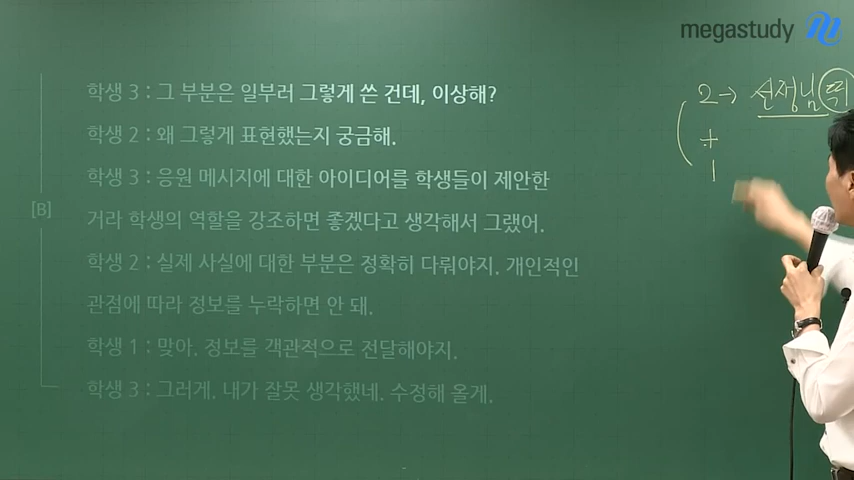 megastudy
학생 3 : 그 부분은 일부러 그렇게 쓴 건데, 이상해?
2 → 선정님 떡
학생 2 : 왜 그렇게 표현했는지 궁금해.
+
학생 3 : 응원 메시지에 대한 아이디어를 학생들이 제안한
1
[B]
거라 학생의 역할을 강조하면 좋겠다고 생각해서 그랬어.
학생 2 : 실제 사실에 대한 부분은 정확히 다뤄야지. 개인적인
관점에 따라 정보를 누락하면 안 돼.
학생 1 : 맞아. 정보를 객관적으로 전달해야지.
학생 3 : 그러게. 내가 잘못 생각했네. 수정해 올게.